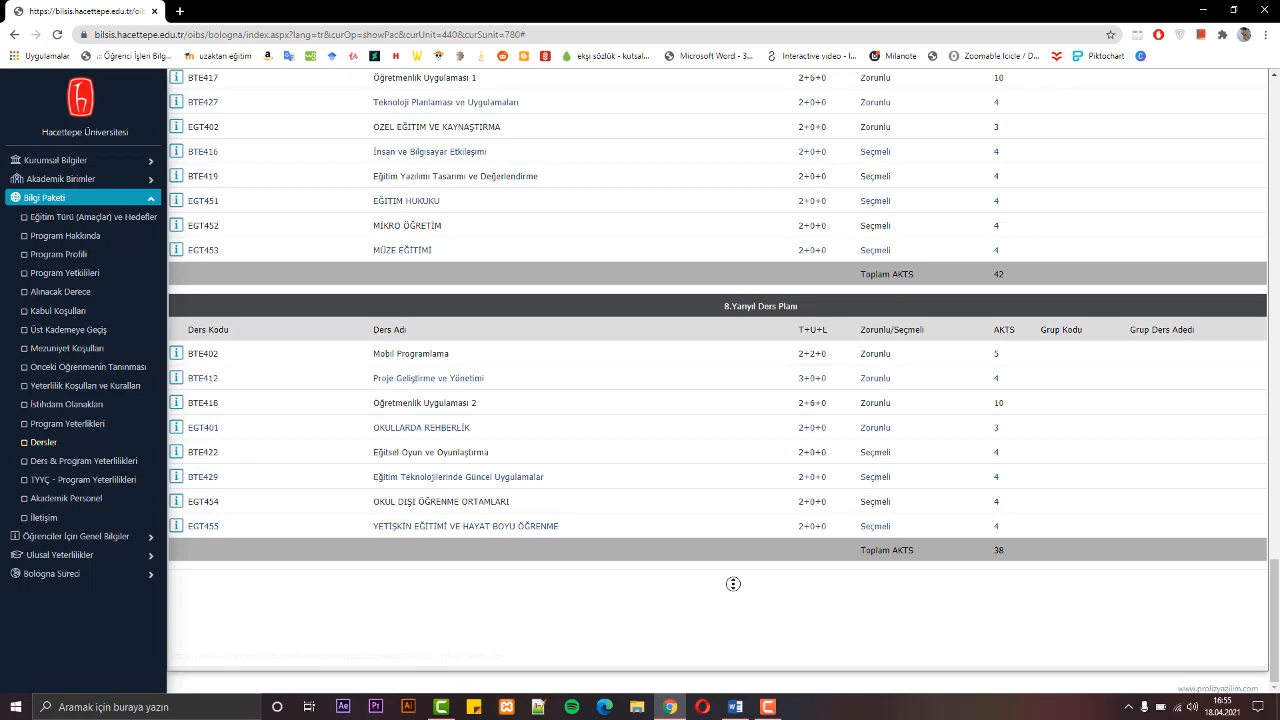 https://bilsis.hacettepe.edu.tr/oib
bilsis.hacettepe.edu.tr/oibs/bologna/index.aspx?lang=tr&curOp=showPac&curUnit=440&curSunit=780#
Uygulamalar
.:: Öğrenci İşleri Bilg...
uzaktan eğitim
ekşi sözlük - kutsal...
Microsoft Word - 3...
Interactive video - I...
Milanote
Zoomable Icicle / D...
Piktochart
Hacettepe Üniversitesi
Kurumsal Bilgiler
Akademik Birimler
Bilgi Paketi
Eğitim Türü (Amaçlar) ve Hedefler
Program Hakkında
Program Profili
Program Yetkilileri
Alınacak Derece
Kabul Koşulları
Üst Kademeye Geçiş
Mezuniyet Koşulları
Önceki Öğrenmenin Tanınması
Yeterlilik Koşulları ve Kuralları
İstihdam Olanakları
Program Yeterlikleri
Dersler
Ders & Program Yeterlilikleri
TYYÇ - Program Yeterlilikleri
Akademik Personel
İletişim
Öğrenciler İçin Genel Bilgiler
Ulusal Yeterlilikler
Bologna Süreci
BTE417 Öğretmenlik Uygulaması 1 2+6+0 Zorunlu 10
BTE427 Teknoloji Planlaması ve Uygulamaları 2+0+0 Zorunlu 4
EGT402 ÖZEL EĞİTİM VE KAYNAŞTIRMA 2+0+0 Zorunlu 3
BTE416 İnsan ve Bilgisayar Etkileşimi 2+0+0 Seçmeli 4
BTE419 Eğitim Yazılımı Tasarımı ve Değerlendirme 2+0+0 Seçmeli 4
EGT451 EĞİTİM HUKUKU 2+0+0 Seçmeli 4
EGT452 MİKRO ÖĞRETİM 2+0+0 Seçmeli 4
EGT453 MÜZE EĞİTİMİ 2+0+0 Seçmeli 4
Toplam AKTS 42
8.Yarıyıl Ders Planı
Ders Kodu Ders Adı T+U+L Zorunlu/Seçmeli AKTS Grup Kodu Grup Ders Adedi
BTE402 Mobil Programlama 2+2+0 Zorunlu 5
BTE412 Proje Geliştirme ve Yönetimi 3+0+0 Zorunlu 4
BTE418 Öğretmenlik Uygulaması 2 2+6+0 Zorunlu 10
EGT401 OKULLARDA REHBERLİK 2+0+0 Zorunlu 3
BTE422 Eğitsel Oyun ve Oyunlaştırma 2+0+0 Seçmeli 4
BTE429 Eğitim Teknolojilerinde Güncel Uygulamalar 2+0+0 Seçmeli 4
EGT454 OKUL DIŞI ÖĞRENME ORTAMLARI 2+0+0 Seçmeli 4
EGT455 YETİŞKİN EĞİTİMİ VE HAYAT BOYU ÖĞRENME 2+0+0 Seçmeli 4
Toplam AKTS 38
www.prolizyazilim.com
Aramak için buraya yazın
Ae
Pr
Ai
16:55
18.04.2021